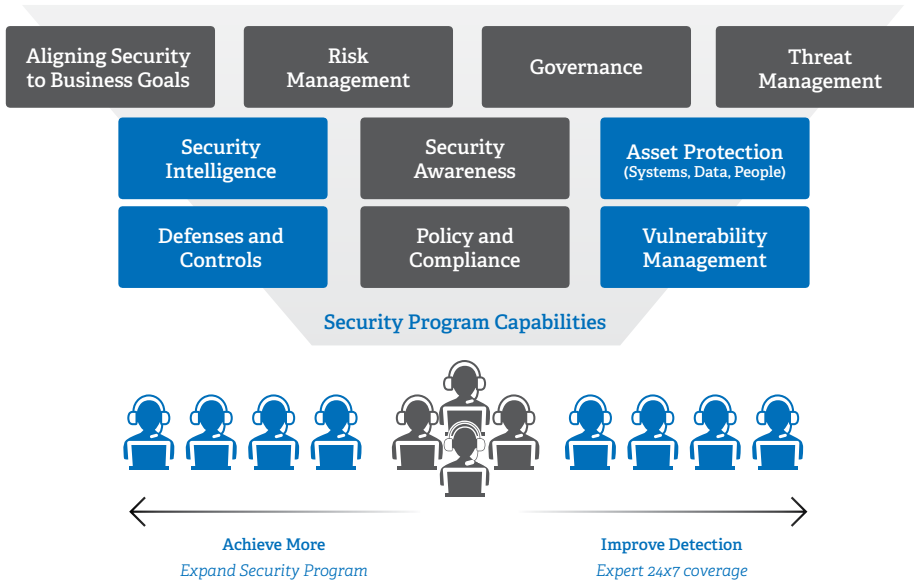 Aligning Security
to Business Goals
Risk
Management
Governance
Threat
Management
Security
Intelligence
Security
Awareness
Asset Protection
(Systems, Data, People)
Defenses and
Controls
Policy and
Compliance
Vulnerability
Management
Security Program Capabilities
Achieve More
Expand Security Program
Improve Detection
Expert 24x7 coverage